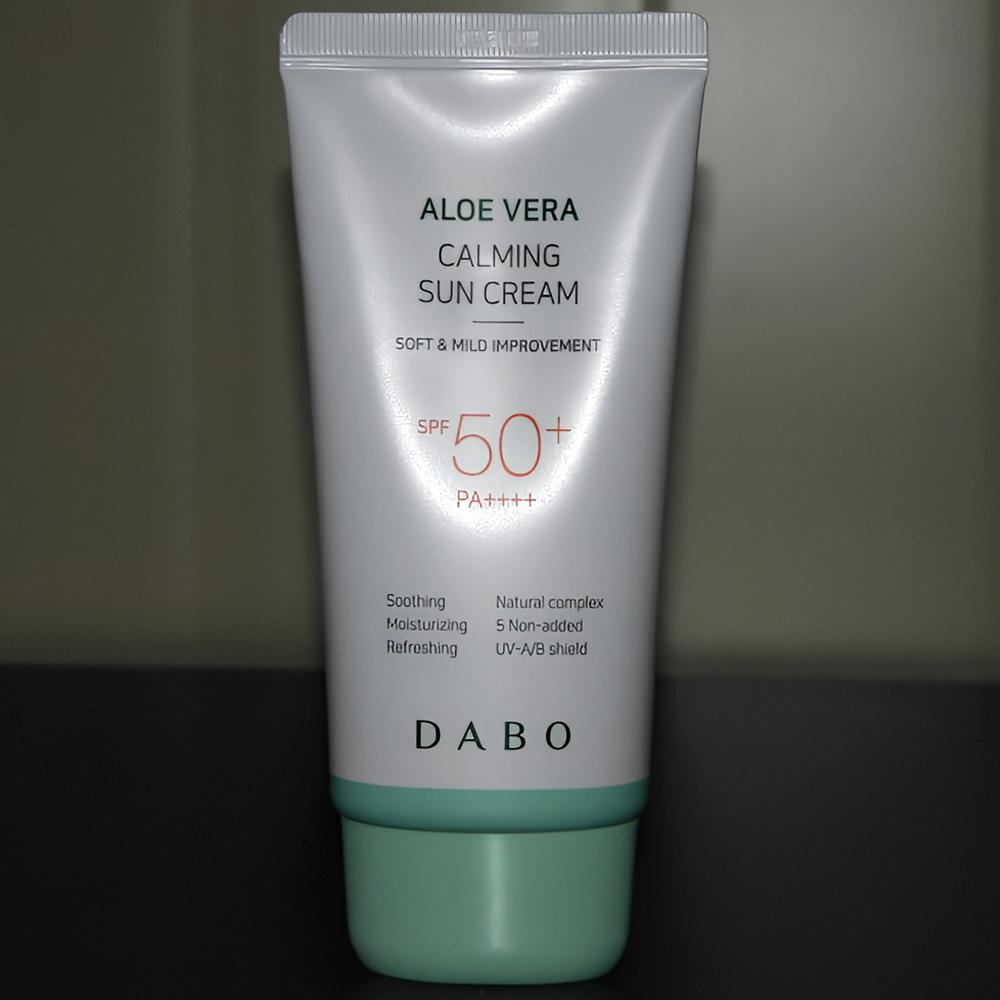 ALOE VERA
CALMING
SUN CREAM
SOFT & MILD IMPROVEMENT
SPF 50+
PA++++
Soothing Natural complex
Moisturizing 5 Non-added
Refreshing UV-A/B shield
DABO